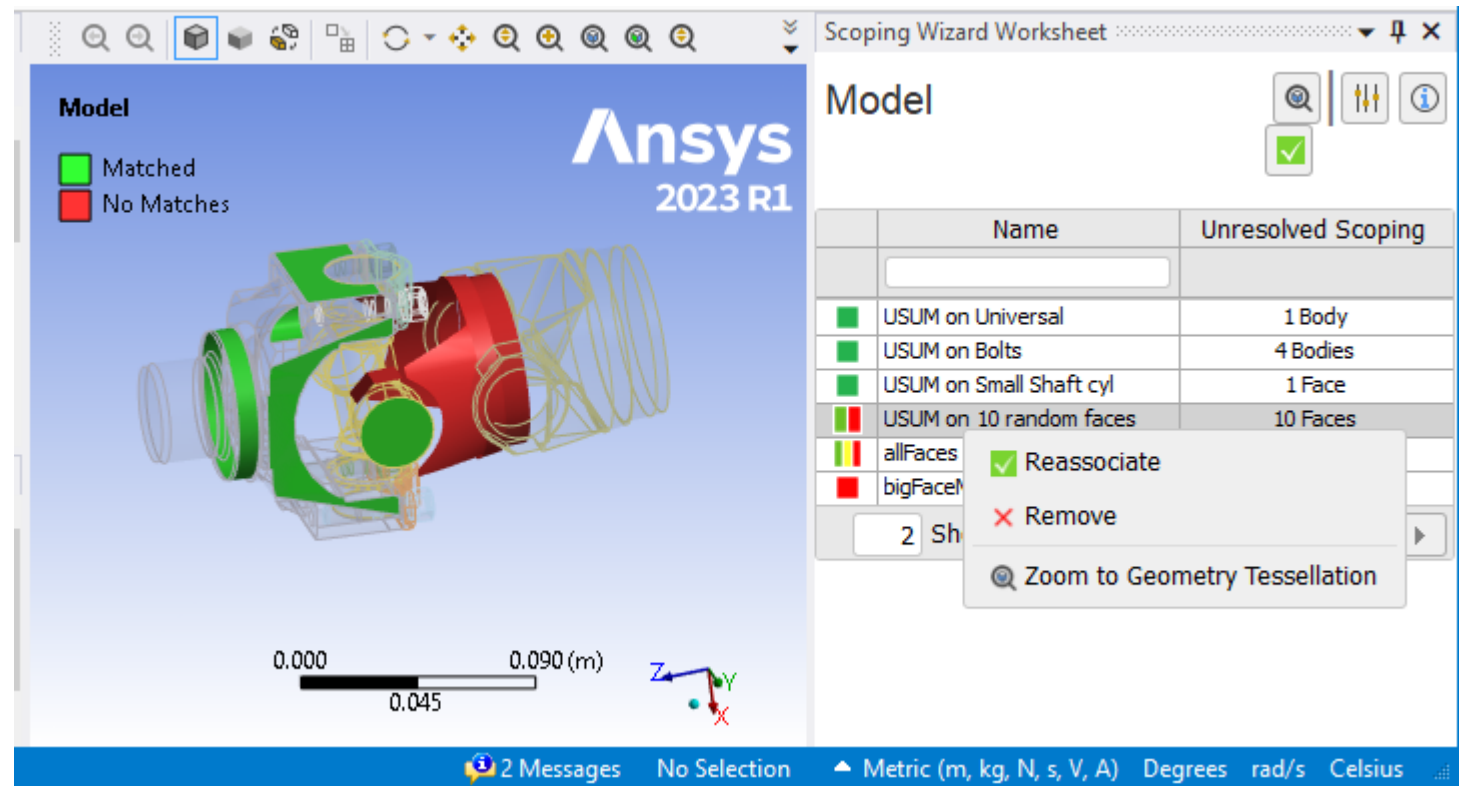 Scoping Wizard Worksheet
Model
Matched
No Matches
Ansys
2023 R1
0.000
0.090 (m)
0.045
Z
Y
X
Model
Name
Unresolved Scoping
USUM on Universal
1 Body
USUM on Bolts
4 Bodies
USUM on Small Shaft cyl
1 Face
USUM on 10 random faces
10 Faces
allFaces
bigFace
2 Sh
Reassociate
Remove
Zoom to Geometry Tessellation
2 Messages
No Selection
Metric (m, kg, N, s, V, A)
Degrees
rad/s
Celsius